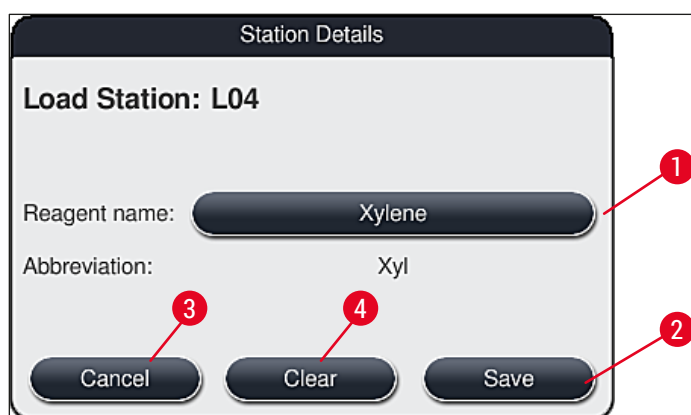 Station Details
Load Station: L04
1
Reagent name: Xylene
Abbreviation: Xyl
3 4
2
Cancel Clear Save